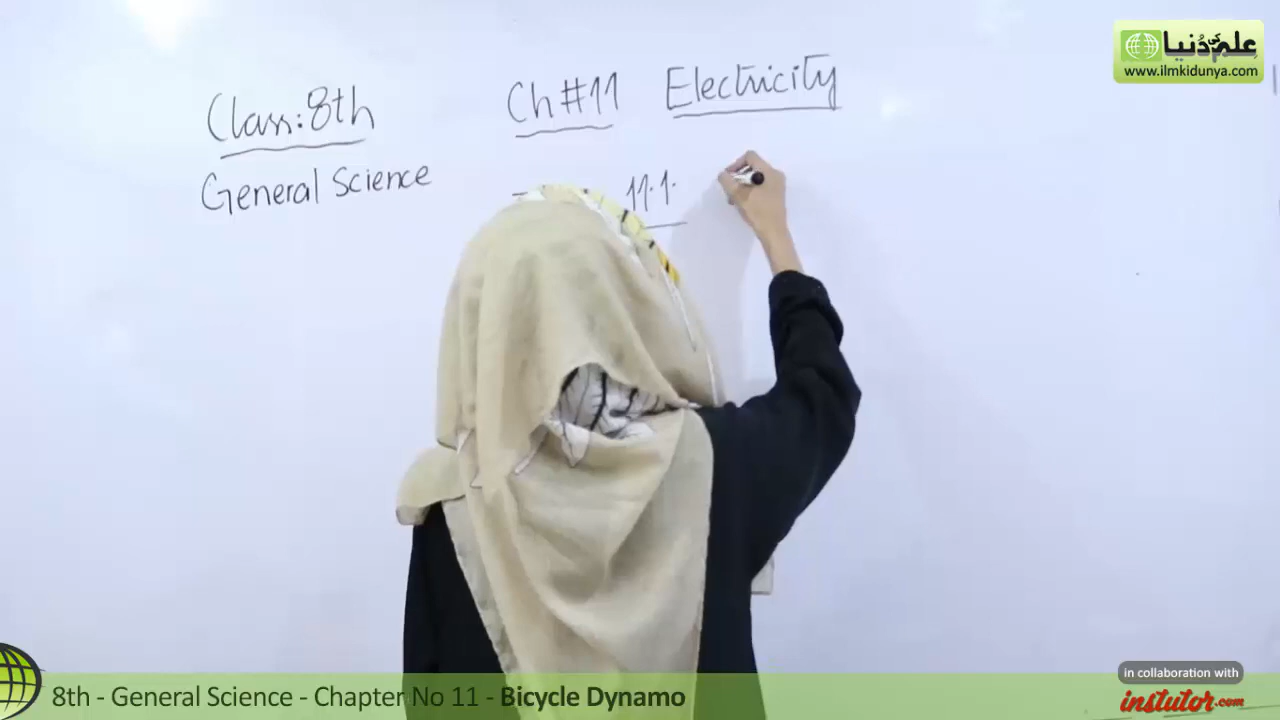 علم کی دنیا
www.ilmkidunya.com
Class: 8th
Ch # 11 Electricity
General Science
11.1.
8th - General Science - Chapter No 11 - Bicycle Dynamo
in collaboration with
instutor.com